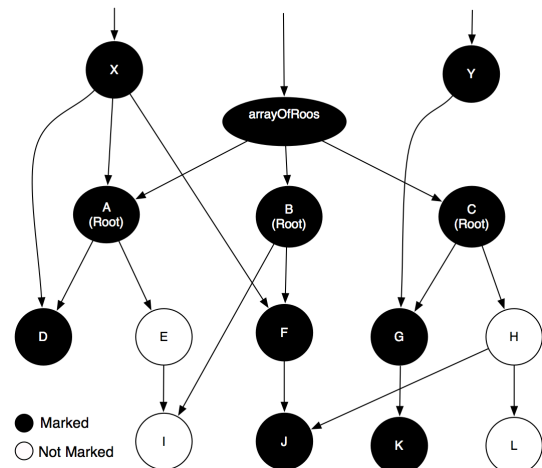 X
Y
arrayOfRoos
A
(Root)
B
(Root)
C
(Root)
D
E
F
G
H
I
J
K
L
Marked
Not Marked